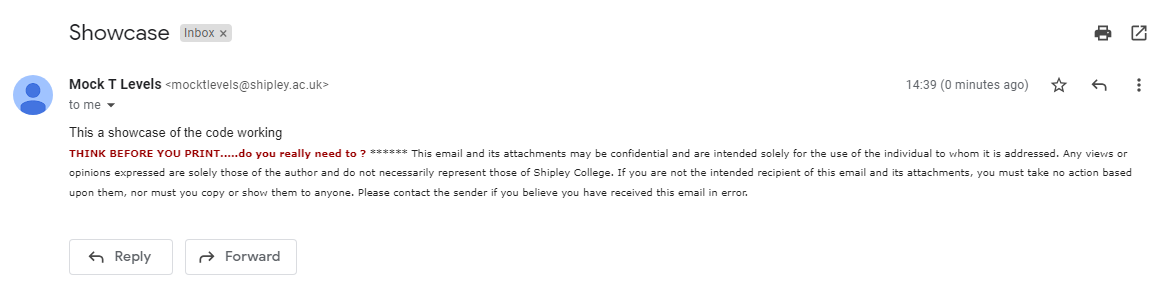 Showcase Inbox ×
Mock T Levels <mocktlevels@shipley.ac.uk> 14:39 (0 minutes ago)
to me
This a showcase of the code working
THINK BEFORE YOU PRINT.....do you really need to ? ****** This email and its attachments may be confidential and are intended solely for the use of the individual to whom it is addressed. Any views or
opinions expressed are solely those of the author and do not necessarily represent those of Shipley College. If you are not the intended recipient of this email and its attachments, you must take no action based
upon them, nor must you copy or show them to anyone. Please contact the sender if you believe you have received this email in error.
Reply Forward